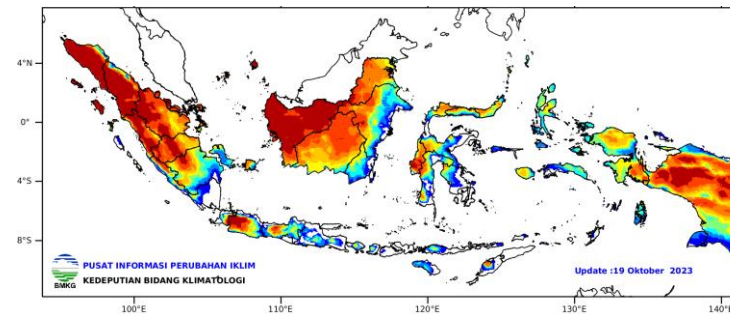 4°N
0°
4°S
8°S
PUSAT INFORMASI PERUBAHAN IKLIM
KEDEPUTIAN BIDANG KLIMATOLOGI
BMKG
Update :19 Oktober 2023
100°E
110°E
120°E
130°E